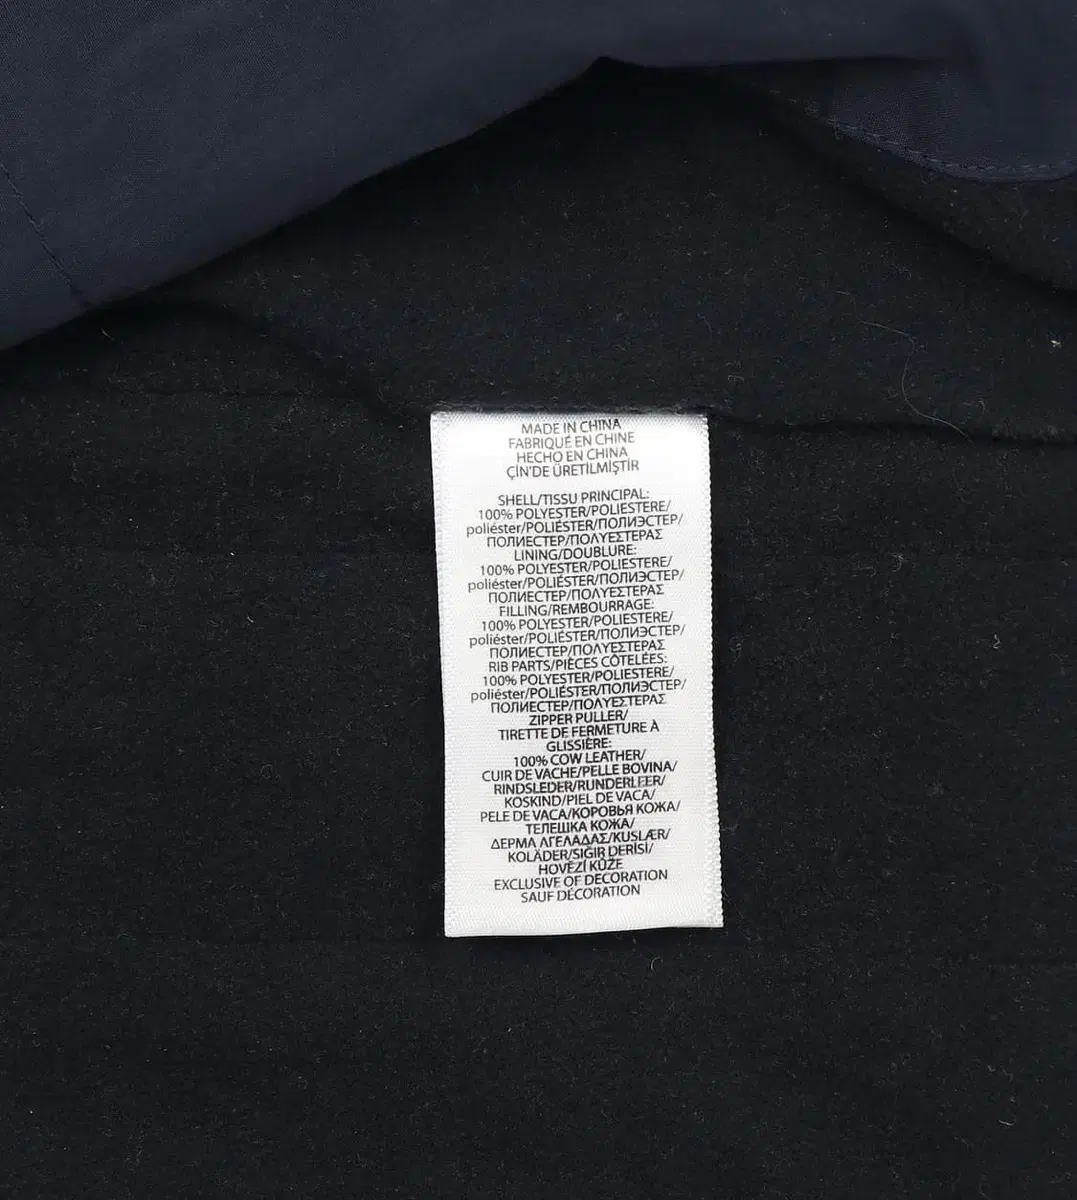 MADE IN CHINA
FABRIQUÉ EN CHINE
HECHO EN CHINA
ÇİN'DE ÜRETİLMİŞTİR
SHELL/TISSU PRINCIPAL:
100% POLYESTER/POLIESTERE/
poliéster/POLIÉSTER/ПОЛИЭСТЕР/
ПОЛИЕСТЕР/ΠΟΛΥΕΣΤΕΡΑΣ
LINING/DOUBLURE:
100% POLYESTER/POLIESTERE/
poliéster/POLIÉSTER/ПОЛИЭСТЕР/
ПОЛИЕСТЕР/ΠΟΛΥΕΣΤΕΡΑΣ
FILLING/REMBOURRAGE:
100% POLYESTER/POLIESTERE/
poliéster/POLIÉSTER/ПОЛИЭСТЕР/
ПОЛИЕСТЕР/ΠΟΛΥΕΣΤΕΡΑΣ
RIB PARTS/PIÈCES CÔTELÉES:
100% POLYESTER/POLIESTERE/
poliéster/POLIÉSTER/ПОЛИЭСТЕР/
ПОЛИЕСТЕР/ΠΟΛΥΕΣΤΕΡΑΣ
ZIPPER PULLER/
TIRETTE DE FERMETURE À
GLISSIÈRE:
100% COW LEATHER/
CUIR DE VACHE/PELLE BOVINA/
RINDSLEDER/RUNDERLEER/
KOSKIND/PIEL DE VACA/
PELE DE VACA/КОРОВЬЯ КОЖА/
ТЕЛЕШКА КОЖА/
ΔΕΡΜΑ ΑΓΕΛΑΔΑΣ/KUSLÆR/
KOLÄDER/SIĞIR DERİSİ/
HOVĚZÍ KŮŽE
EXCLUSIVE OF DECORATION
SAUF DÉCORATION